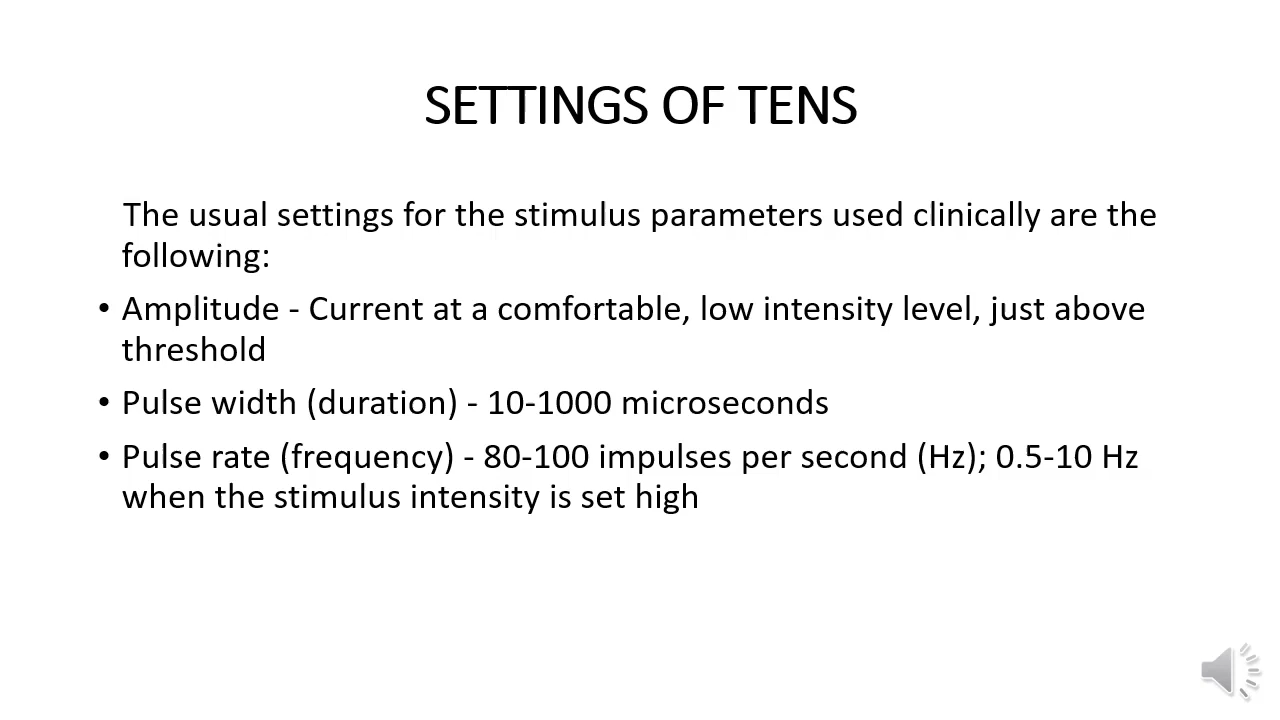 SETTINGS OF TENS
The usual settings for the stimulus parameters used clinically are the
following:
• Amplitude - Current at a comfortable, low intensity level, just above
threshold
• Pulse width (duration) - 10-1000 microseconds
• Pulse rate (frequency) - 80-100 impulses per second (Hz); 0.5-10 Hz
when the stimulus intensity is set high